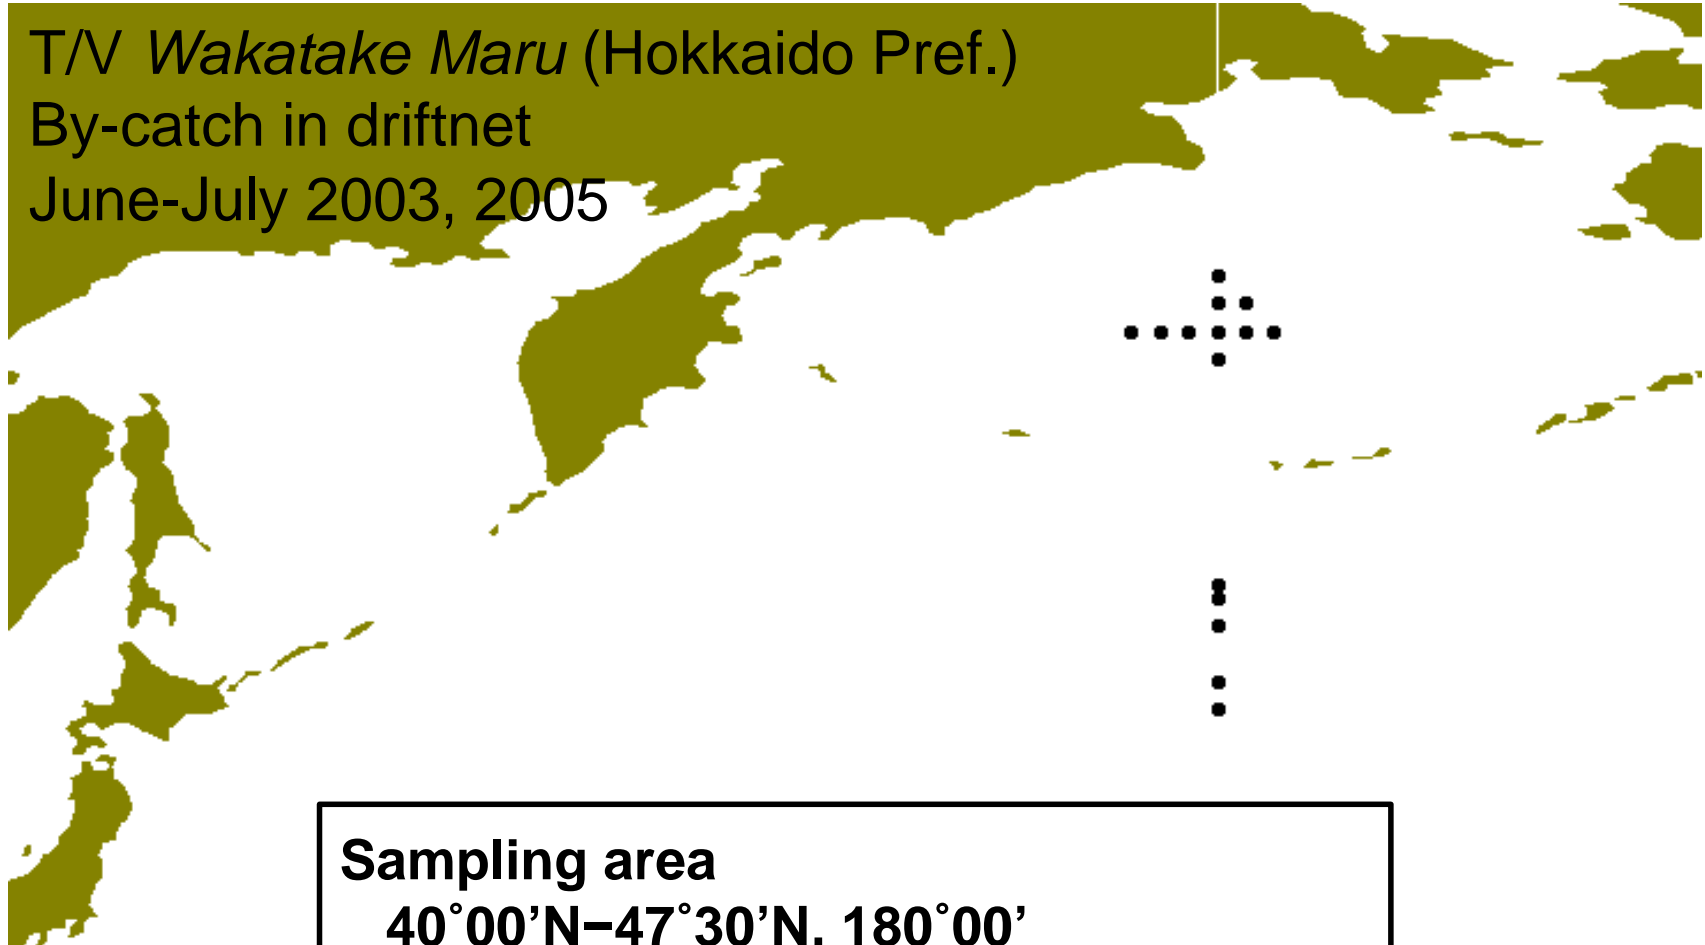 T/V Wakatake Maru (Hokkaido Pref.)
By-catch in driftnet
June-July 2003, 2005
Sampling area
40˚00’N−47˚30’N, 180˚00’